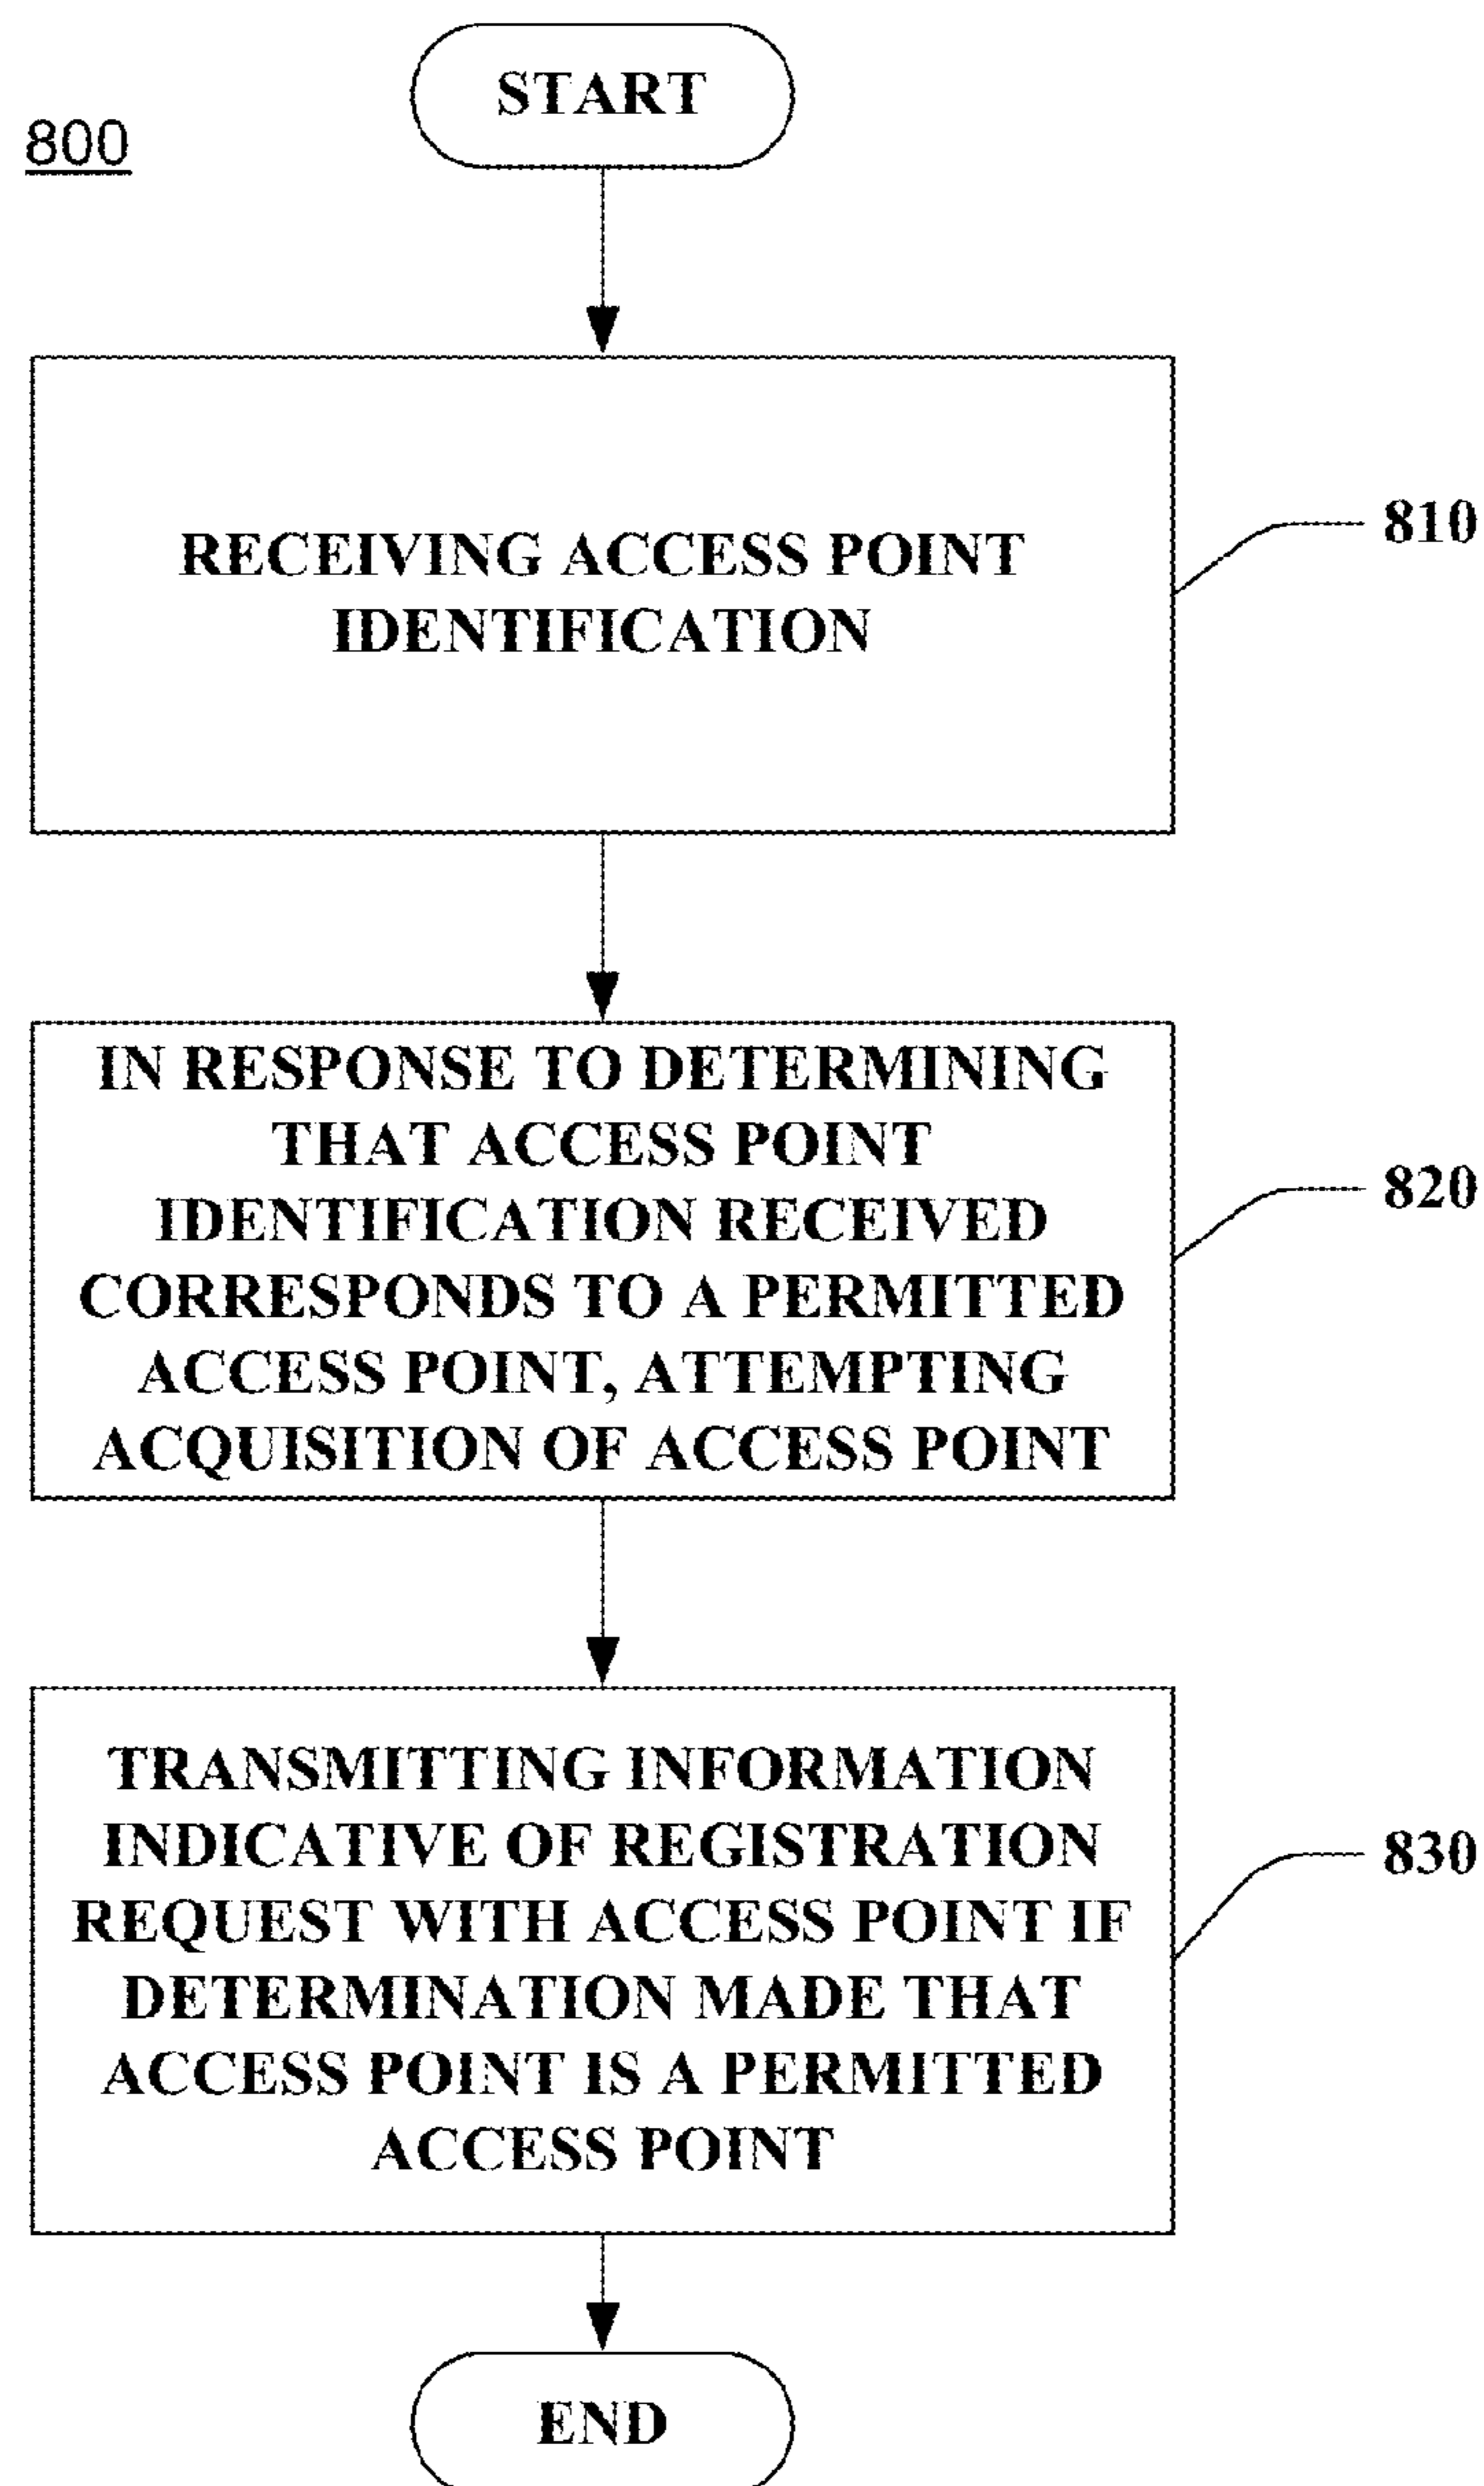 START
800
RECEIVING ACCESS POINT
IDENTIFICATION
810
IN RESPONSE TO DETERMINING
THAT ACCESS POINT
IDENTIFICATION RECEIVED
CORRESPONDS TO A PERMITTED
ACCESS POINT, ATTEMPTING
ACQUISITION OF ACCESS POINT
820
TRANSMITTING INFORMATION
INDICATIVE OF REGISTRATION
REQUEST WITH ACCESS POINT IF
DETERMINATION MADE THAT
ACCESS POINT IS A PERMITTED
ACCESS POINT
830
END